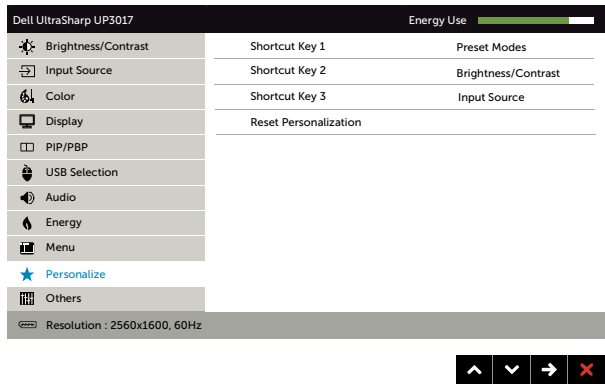 Dell UltraSharp UP3017 Energy Use
Brightness/Contrast Shortcut Key 1 Preset Modes
Input Source Shortcut Key 2 Brightness/Contrast
Color Shortcut Key 3 Input Source
Display Reset Personalization
PIP/PBP
USB Selection
Audio
Energy
Menu
Personalize
Others
Resolution : 2560x1600, 60Hz